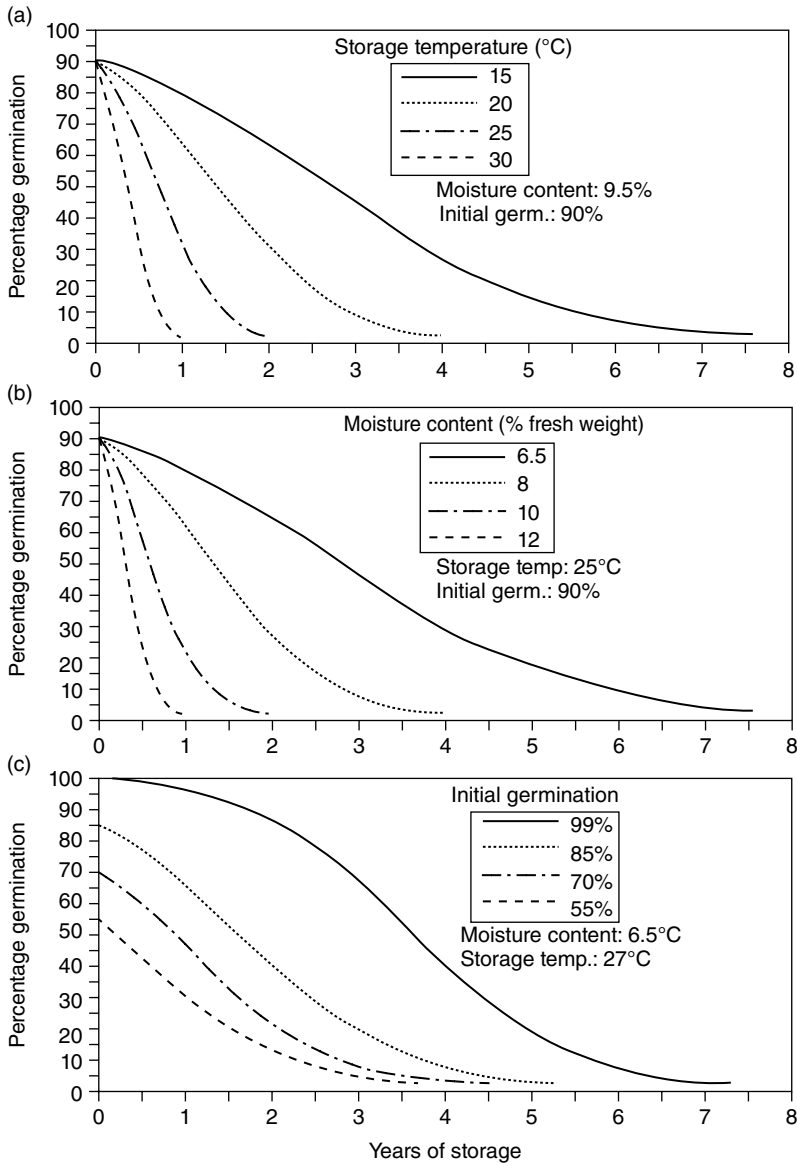 (a)
100
90
80
70
60
50
40
30
20
10
0
Percentage germination
Storage temperature (°C)
15
20
25
30
Moisture content: 9.5%
Initial germ.: 90%
0 1 2 3 4 5 6 7 8
(b)
100
90
80
70
60
50
40
30
20
10
0
Percentage germination
Moisture content (% fresh weight)
6.5
8
10
12
Storage temp: 25°C
Initial germ.: 90%
0 1 2 3 4 5 6 7 8
(c)
100
90
80
70
60
50
40
30
20
10
0
Percentage germination
Initial germination
99%
85%
70%
55%
Moisture content: 6.5°C
Storage temp.: 27°C
0 1 2 3 4 5 6 7 8
Years of storage